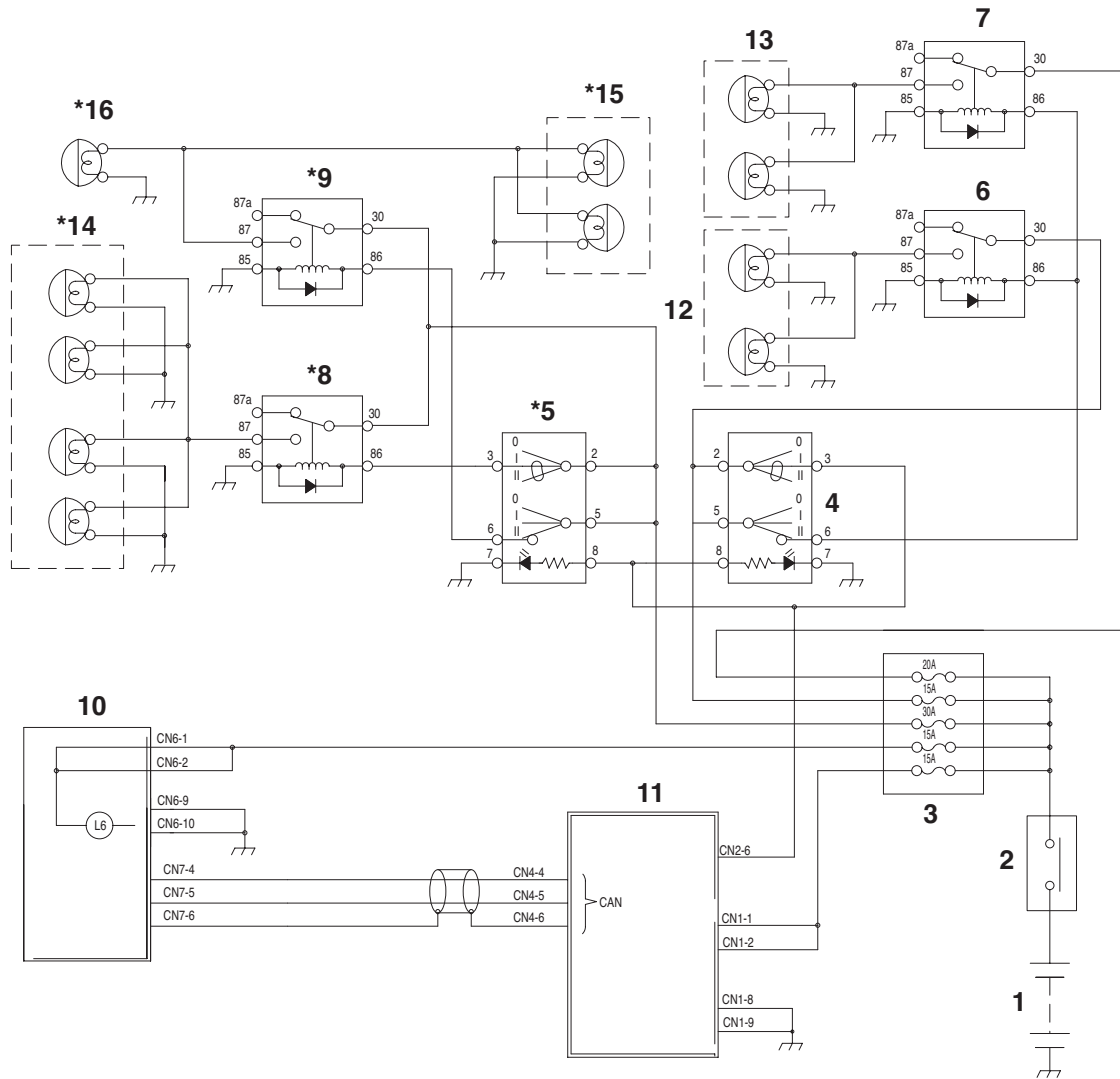 7
13
87a
30
87
85
86
*16
*15
*9
87a
30
87
85
86
*14
6
87a
30
87
85
86
12
*8
87a
30
87
85
86
*5
0
I
II
3
2
0
I
II
6
5
7
8
4
0
I
II
2
3
0
I
II
5
6
8
7
3
20A
15A
30A
15A
15A
10
CN6-1
CN6-2
CN6-9
CN6-10
L6
CN7-4
CN7-5
CN7-6
11
CN4-4
CN4-5
CN4-6
CAN
CN2-6
CN1-1
CN1-2
CN1-8
CN1-9
2
1